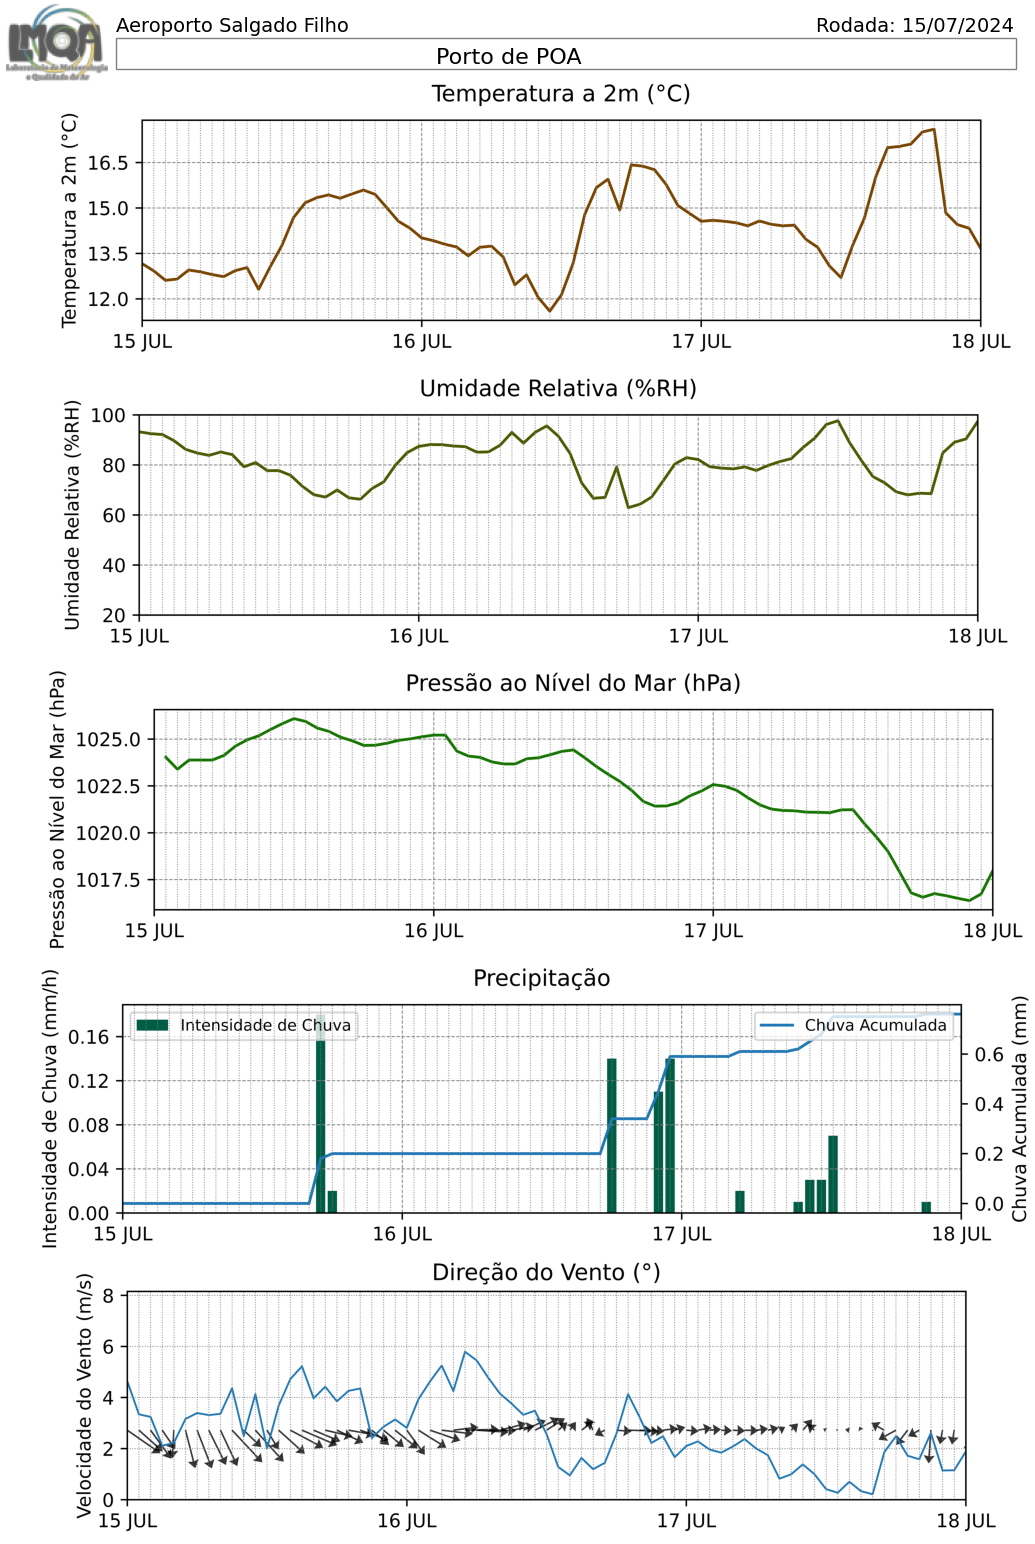 LMQA
Laboratório de Meteorologia
e Qualidade do Ar
Aeroporto Salgado Filho
Rodada: 15/07/2024
Porto de POA
Temperatura a 2m (°C)
Temperatura a 2m (°C)
16.5
15.0
13.5
12.0
15 JUL 16 JUL 17 JUL 18 JUL
Umidade Relativa (%RH)
Umidade Relativa (%RH)
100
80
60
40
20
15 JUL 16 JUL 17 JUL 18 JUL
Pressão ao Nível do Mar (hPa)
Pressão ao Nível do Mar (hPa)
1025.0
1022.5
1020.0
1017.5
15 JUL 16 JUL 17 JUL 18 JUL
Precipitação
Intensidade de Chuva (mm/h)
0.16
0.12
0.08
0.04
0.00
Intensidade de Chuva
Chuva Acumulada
0.6
0.4
0.2
0.0
Chuva Acumulada (mm)
15 JUL 16 JUL 17 JUL 18 JUL
Direção do Vento (°)
Velocidade do Vento (m/s)
8
6
4
2
0
15 JUL 16 JUL 17 JUL 18 JUL